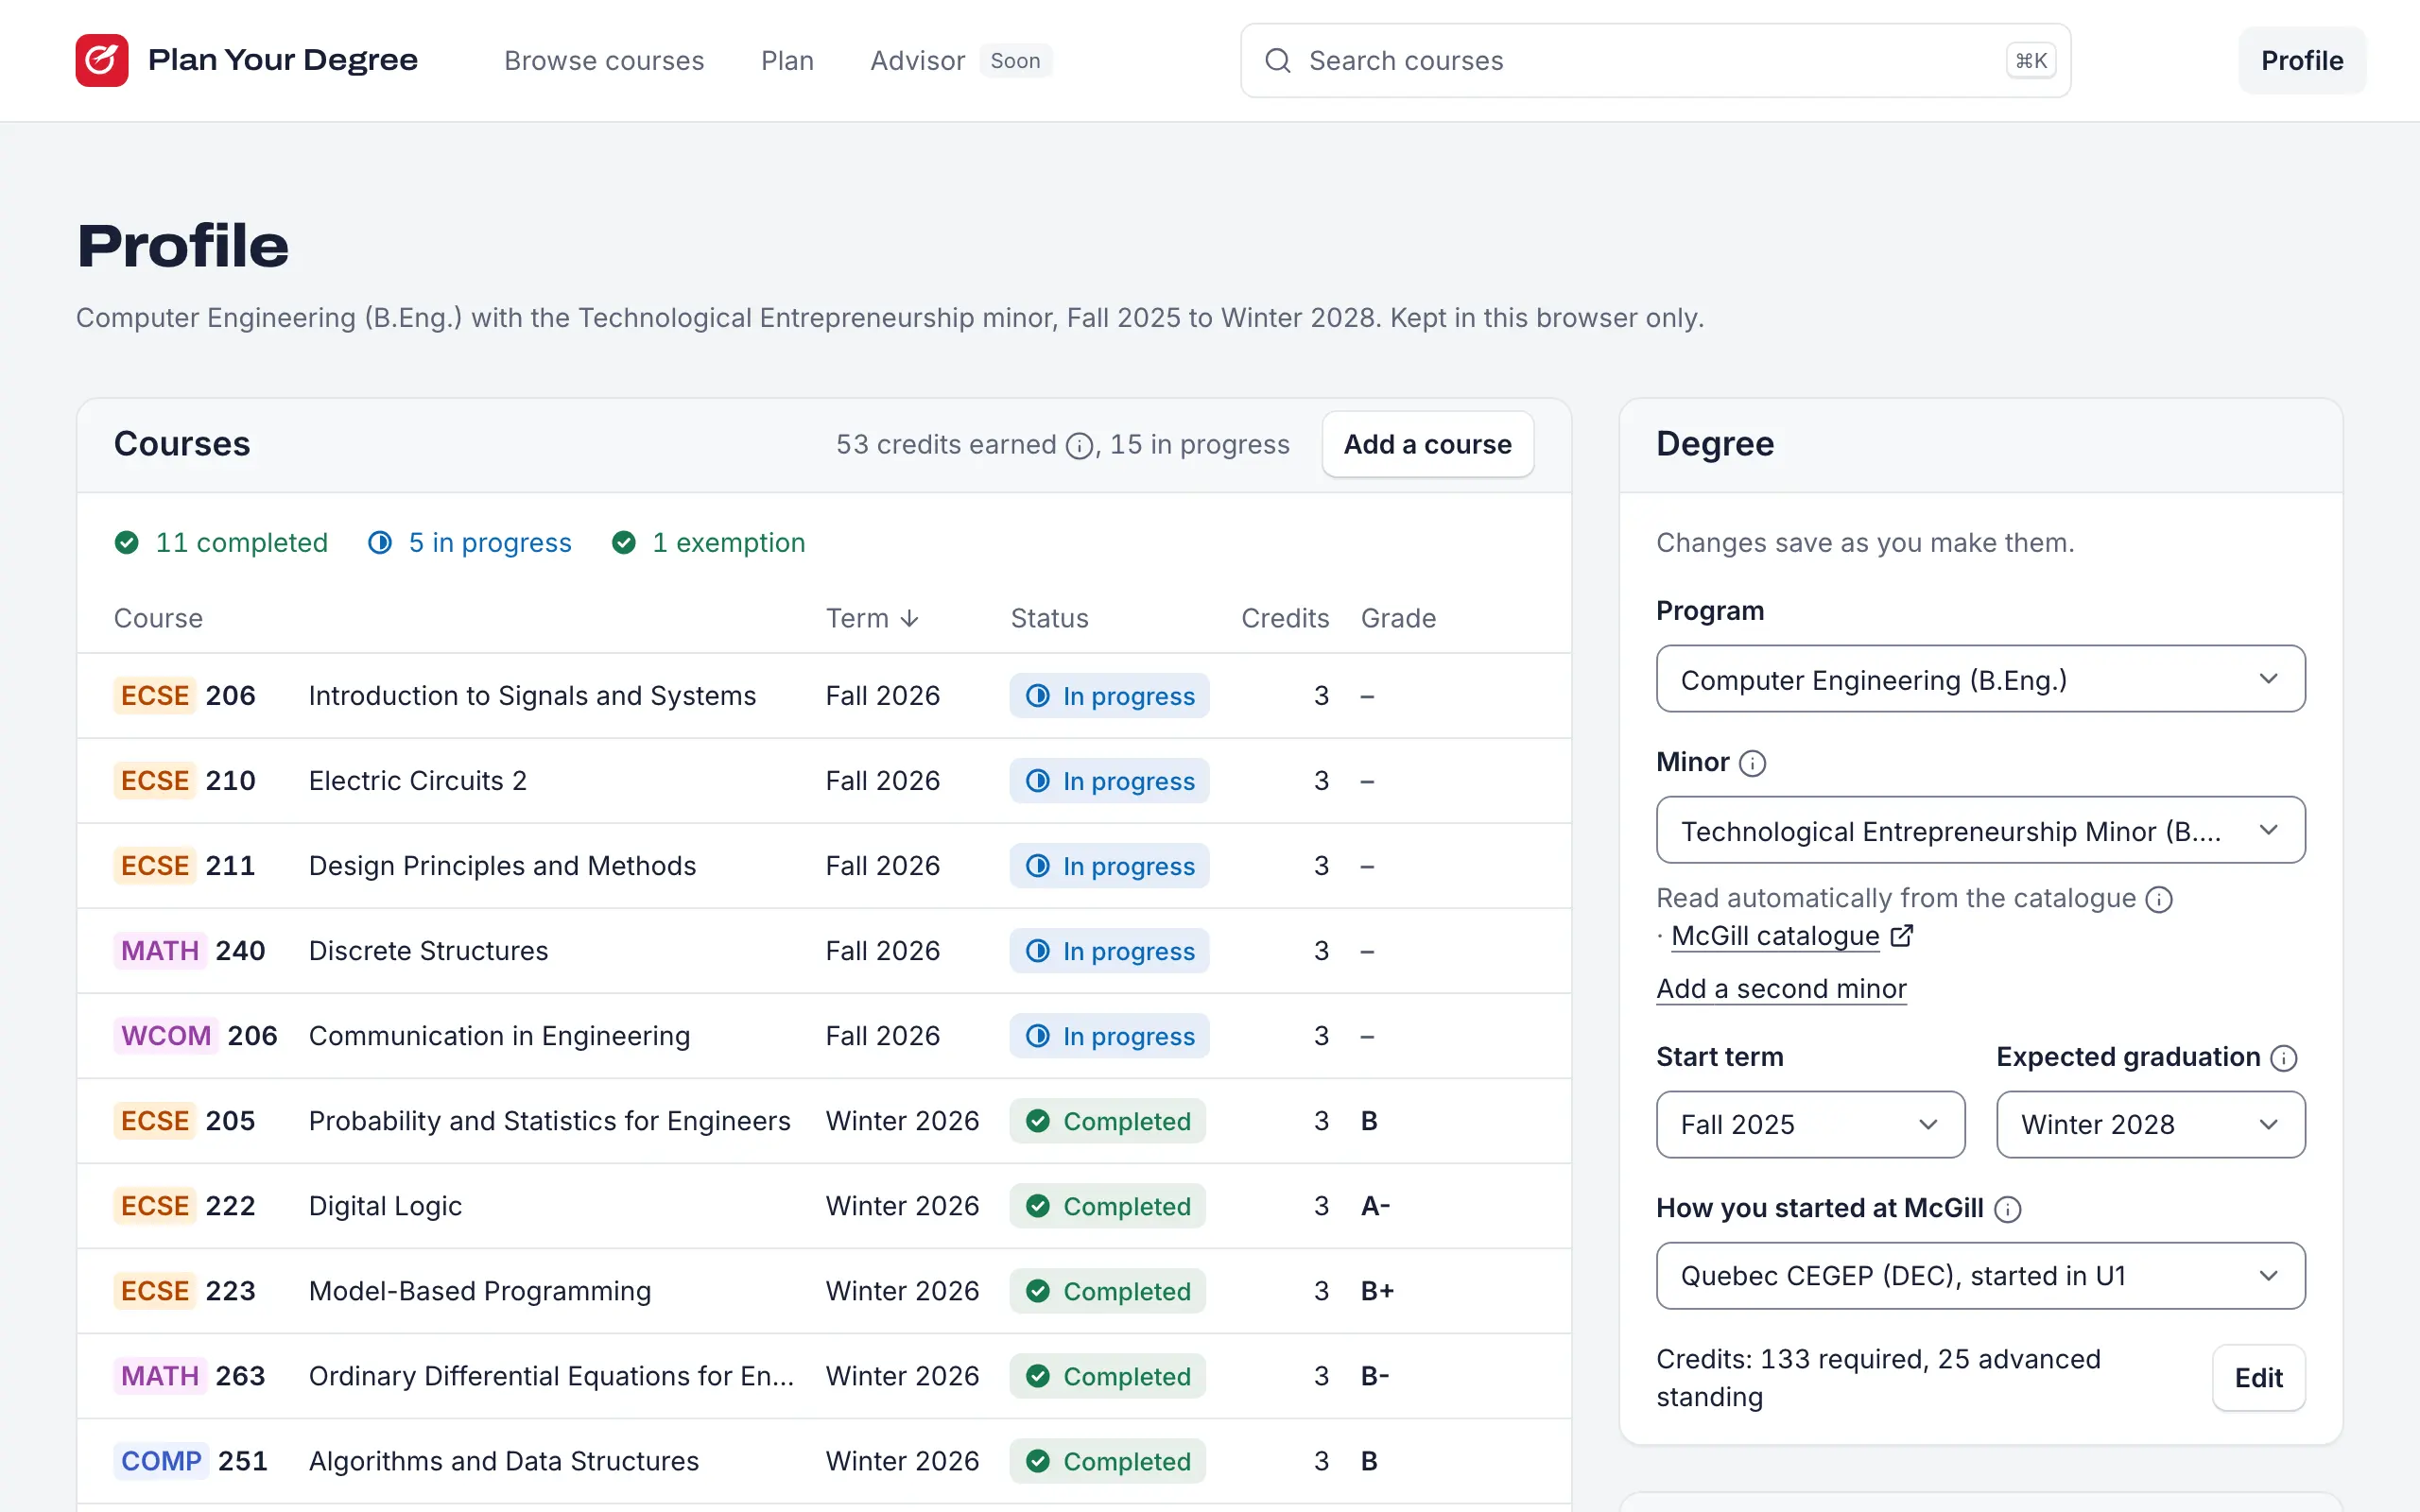 Plan Your Degree
Browse courses
Plan
Advisor
Soon
Search courses
⌘K
Profile
Profile
Computer Engineering (B.Eng.) with the Technological Entrepreneurship minor, Fall 2025 to Winter 2028. Kept in this browser only.
Courses
53 credits earned, 15 in progress
Add a course
11 completed
5 in progress
1 exemption
Course Term ↓ Status Credits Grade
ECSE 206 Introduction to Signals and Systems Fall 2026 In progress 3 –
ECSE 210 Electric Circuits 2 Fall 2026 In progress 3 –
ECSE 211 Design Principles and Methods Fall 2026 In progress 3 –
MATH 240 Discrete Structures Fall 2026 In progress 3 –
WCOM 206 Communication in Engineering Fall 2026 In progress 3 –
ECSE 205 Probability and Statistics for Engineers Winter 2026 Completed 3 B
ECSE 222 Digital Logic Winter 2026 Completed 3 A-
ECSE 223 Model-Based Programming Winter 2026 Completed 3 B+
MATH 263 Ordinary Differential Equations for En... Winter 2026 Completed 3 B-
COMP 251 Algorithms and Data Structures Winter 2026 Completed 3 B
Degree
Changes save as you make them.
Program
Computer Engineering (B.Eng.)
Minor
Technological Entrepreneurship Minor (B....
Read automatically from the catalogue
· McGill catalogue
Add a second minor
Start term
Fall 2025
Expected graduation
Winter 2028
How you started at McGill
Quebec CEGEP (DEC), started in U1
Credits: 133 required, 25 advanced
standing
Edit